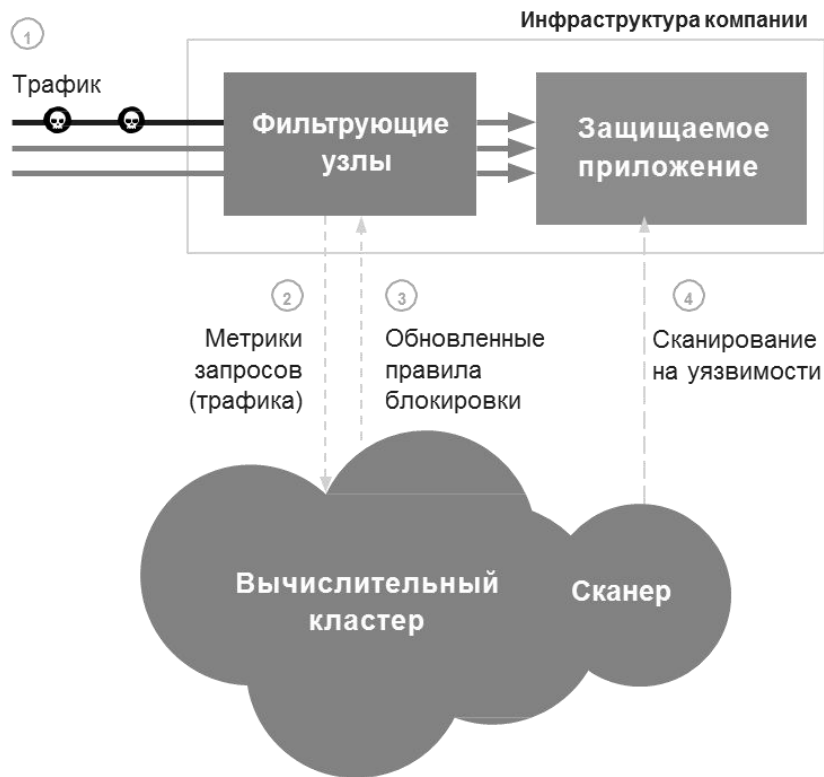 Инфраструктура компании
1
Трафик
Фильтрующие
узлы
Защищаемое
приложение
2
Метрики
запросов
(трафика)
3
Обновленные
правила
блокировки
4
Сканирование
на уязвимости
Вычислительный
кластер
Сканер